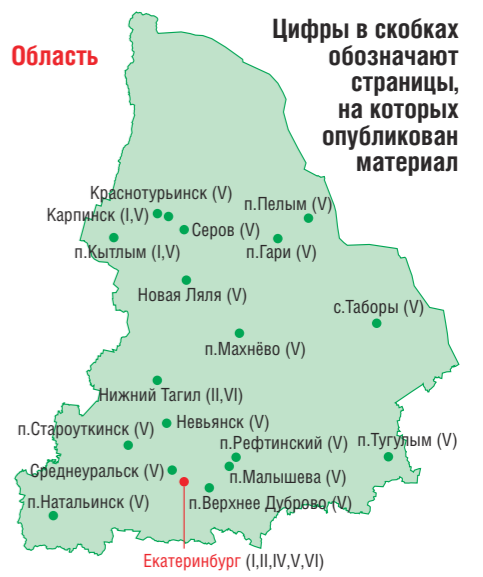 Область
Цифры в скобках
обозначают
страницы,
на которых
опубликован
материал
Краснотурьинск (V)
п.Пелым (V)
Карпинск (I,V)
Серов (V)
п.Кытлым (I,V)
п.Гари (V)
Новая Ляля (V)
с.Таборы (V)
п.Махнёво (V)
Нижний Тагил (II,VI)
Невьянск (V)
п.Староуткинск (V)
п.Рефтинский (V)
п.Тугулым (V)
Среднеуральск (V)
п.Малышева (V)
п.Натальинск (V)
п.Верхнее Дуброво (V)
Екатеринбург (I,II,IV,V,VI)